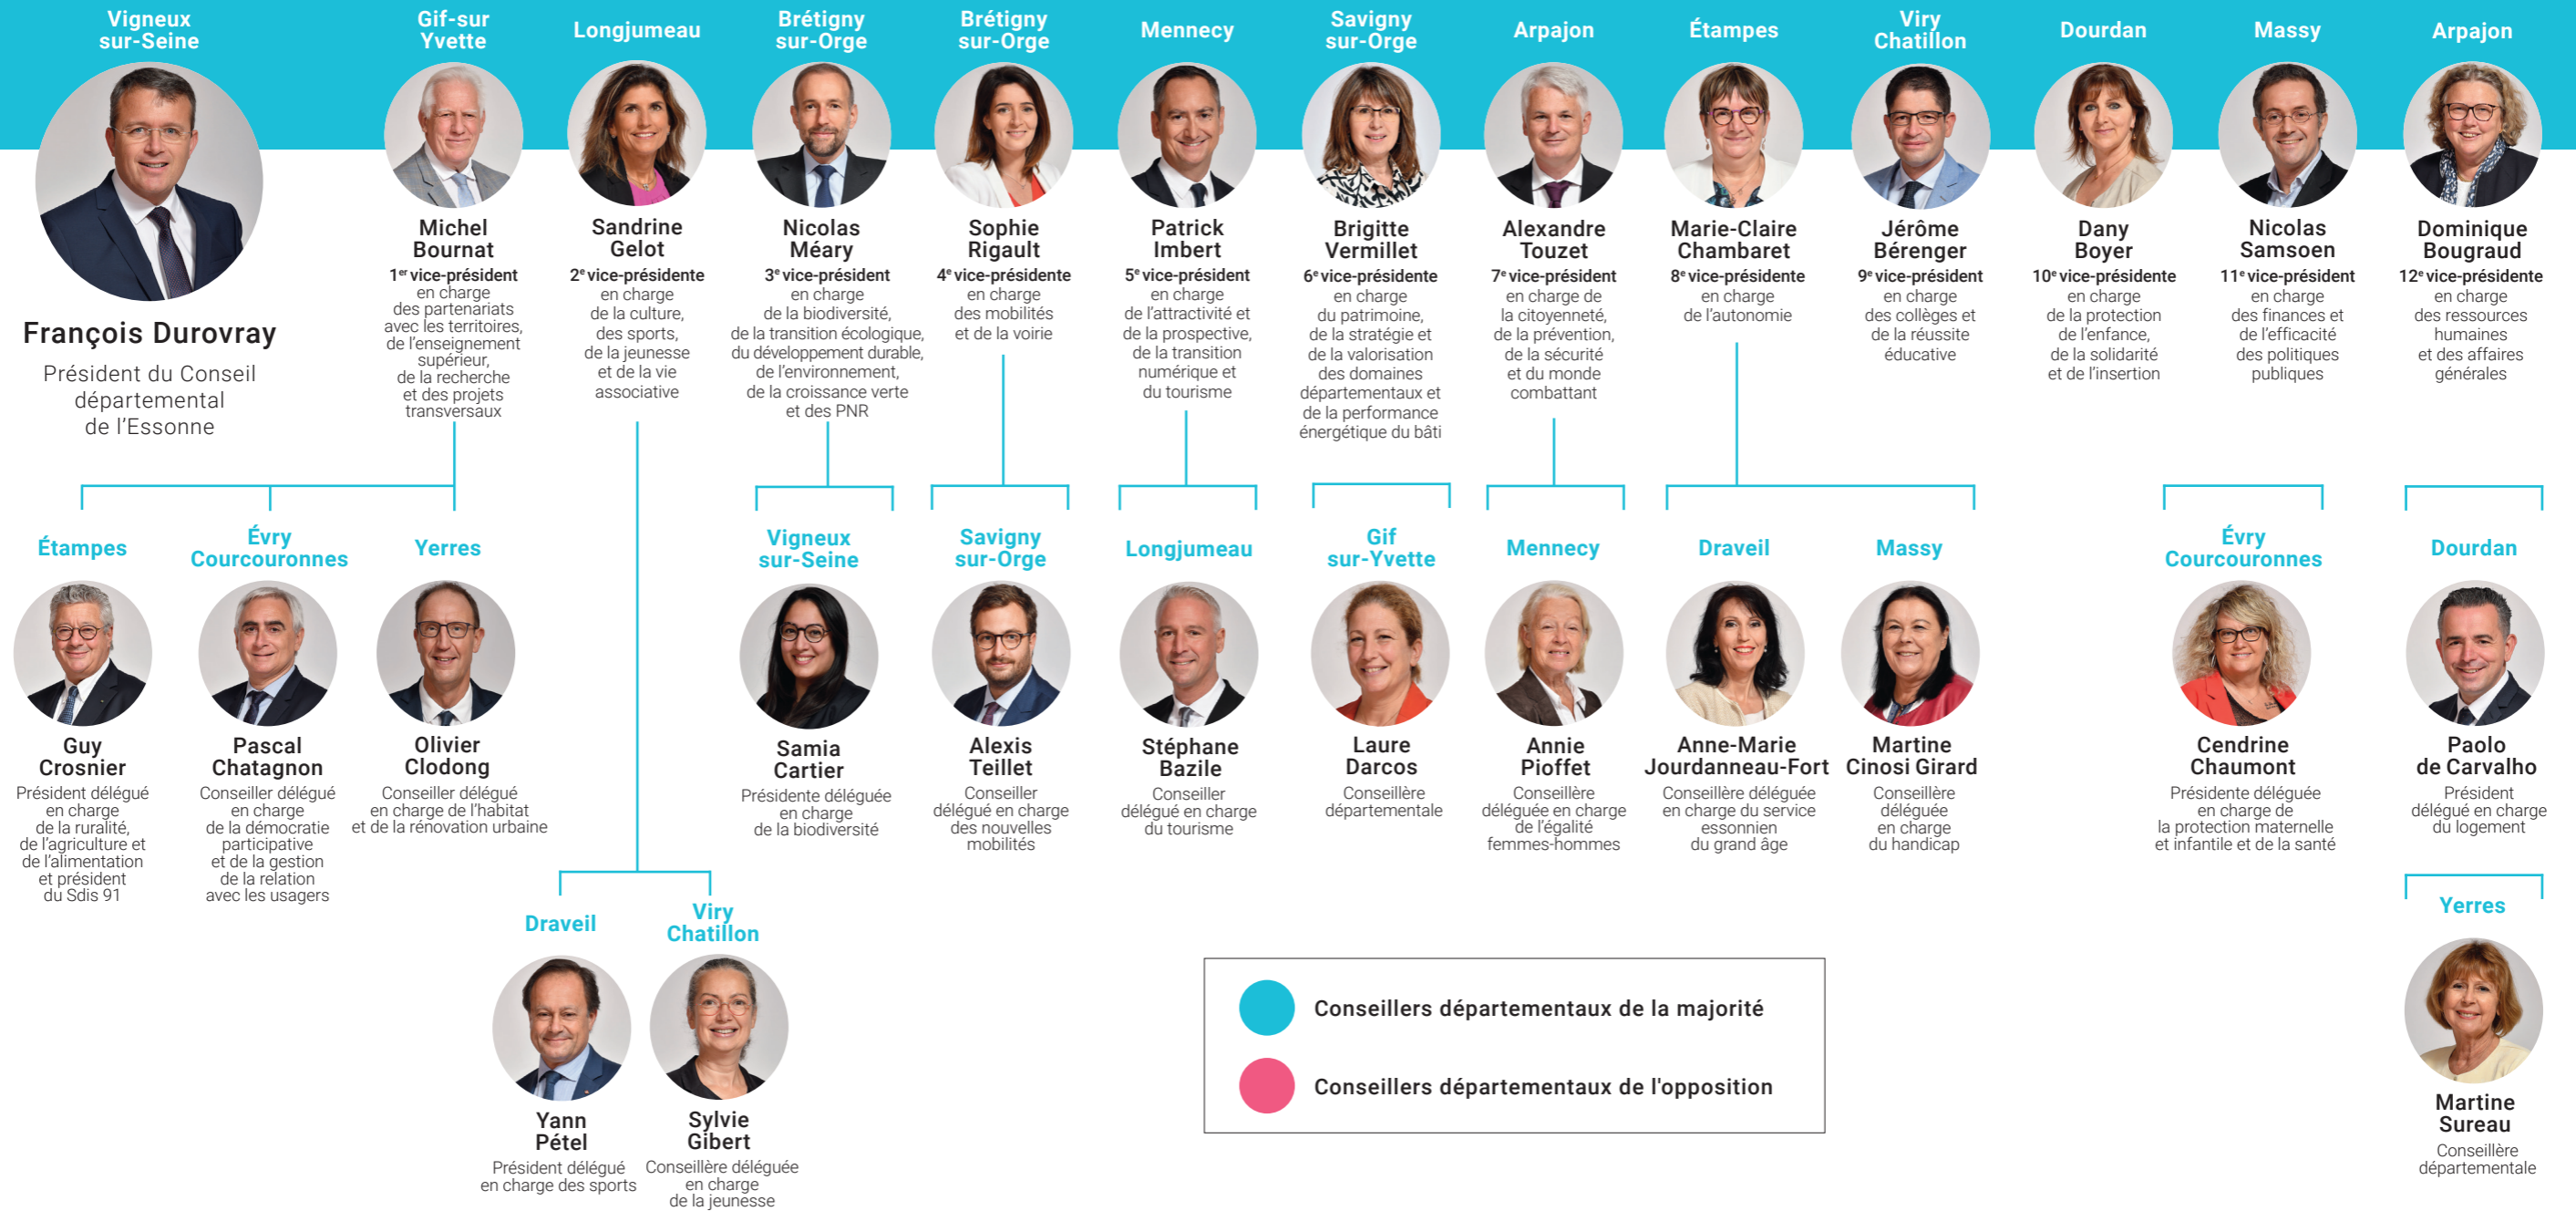 Vigneux
sur-Seine
François Durovray
Président du Conseil
départemental
de l'Essonne
Gif-sur
Yvette
Michel
Bournat
1er vice-président
en charge
des partenariats
avec les territoires,
de l'enseignement
supérieur,
de la recherche
et des projets
transversaux
Longjumeau
Sandrine
Gelot
2e vice-présidente
en charge
de la culture,
des sports,
de la jeunesse
et de la vie
associative
Brétigny
sur-Orge
Nicolas
Méary
3e vice-président
en charge
de la biodiversité,
de la transition écologique,
du développement durable,
de l'environnement,
de la croissance verte
et des PNR
Brétigny
sur-Orge
Sophie
Rigault
4e vice-présidente
en charge
des mobilités
et de la voirie
Mennecy
Patrick
Imbert
5e vice-président
en charge
de l'attractivité et
de la prospective,
de la transition
numérique et
du tourisme
Savigny
sur-Orge
Brigitte
Vermillet
6e vice-présidente
en charge
du patrimoine,
de la stratégie et
de la valorisation
des domaines
départementaux et
de la performance
énergétique du bâti
Arpajon
Alexandre
Touzet
7e vice-président
en charge de
la citoyenneté,
de la prévention,
de la sécurité
et du monde
combattant
Étampes
Marie-Claire
Chambaret
8e vice-présidente
en charge
de l'autonomie
Viry
Chatillon
Jérôme
Bérenger
9e vice-président
en charge
des collèges et
de la réussite
éducative
Dourdan
Dany
Boyer
10e vice-présidente
en charge
de la protection
de l'enfance,
de la solidarité
et de l'insertion
Massy
Nicolas
Samsoen
11e vice-président
en charge
des finances et
de l'efficacité
des politiques
publiques
Arpajon
Dominique
Bougraud
12e vice-présidente
en charge
des ressources
humaines
et des affaires
générales
Étampes
Guy
Crosnier
Président délégué
en charge
de la ruralité,
de l'agriculture et
de l'alimentation
et président
du Sdis 91
Évry
Courcouronnes
Pascal
Chatagnon
Conseiller délégué
en charge
de la démocratie
participative
et de la gestion
de la relation
avec les usagers
Yerres
Olivier
Clodong
Conseiller délégué
en charge de l'habitat
et de la rénovation urbaine
Vigneux
sur-Seine
Samia
Cartier
Présidente déléguée
en charge
de la biodiversité
Savigny
sur-Orge
Alexis
Teillet
Conseiller
délégué en charge
des nouvelles
mobilités
Longjumeau
Stéphane
Bazile
Conseiller
délégué en charge
du tourisme
Gif
sur-Yvette
Laure
Darcos
Conseillère
départementale
Mennecy
Annie
Pioffet
Conseillère
déléguée en charge
de l'égalité
femmes-hommes
Draveil
Anne-Marie
Jourdanneau-Fort
Conseillère déléguée
en charge du service
essonnien
du grand âge
Massy
Martine
Cinosi Girard
Conseillère
déléguée
en charge
du handicap
Évry
Courcouronnes
Cendrine
Chaumont
Présidente déléguée
en charge de
la protection maternelle
et infantile et de la santé
Dourdan
Paolo
de Carvalho
Président
délégué en charge
du logement
Draveil
Yann
Pétel
Président délégué
en charge des sports
Viry
Chatillon
Sylvie
Gibert
Conseillère déléguée
en charge
de la jeunesse
Conseillers départementaux de la majorité
Conseillers départementaux de l'opposition
Yerres
Martine
Sureau
Conseillère
départementale